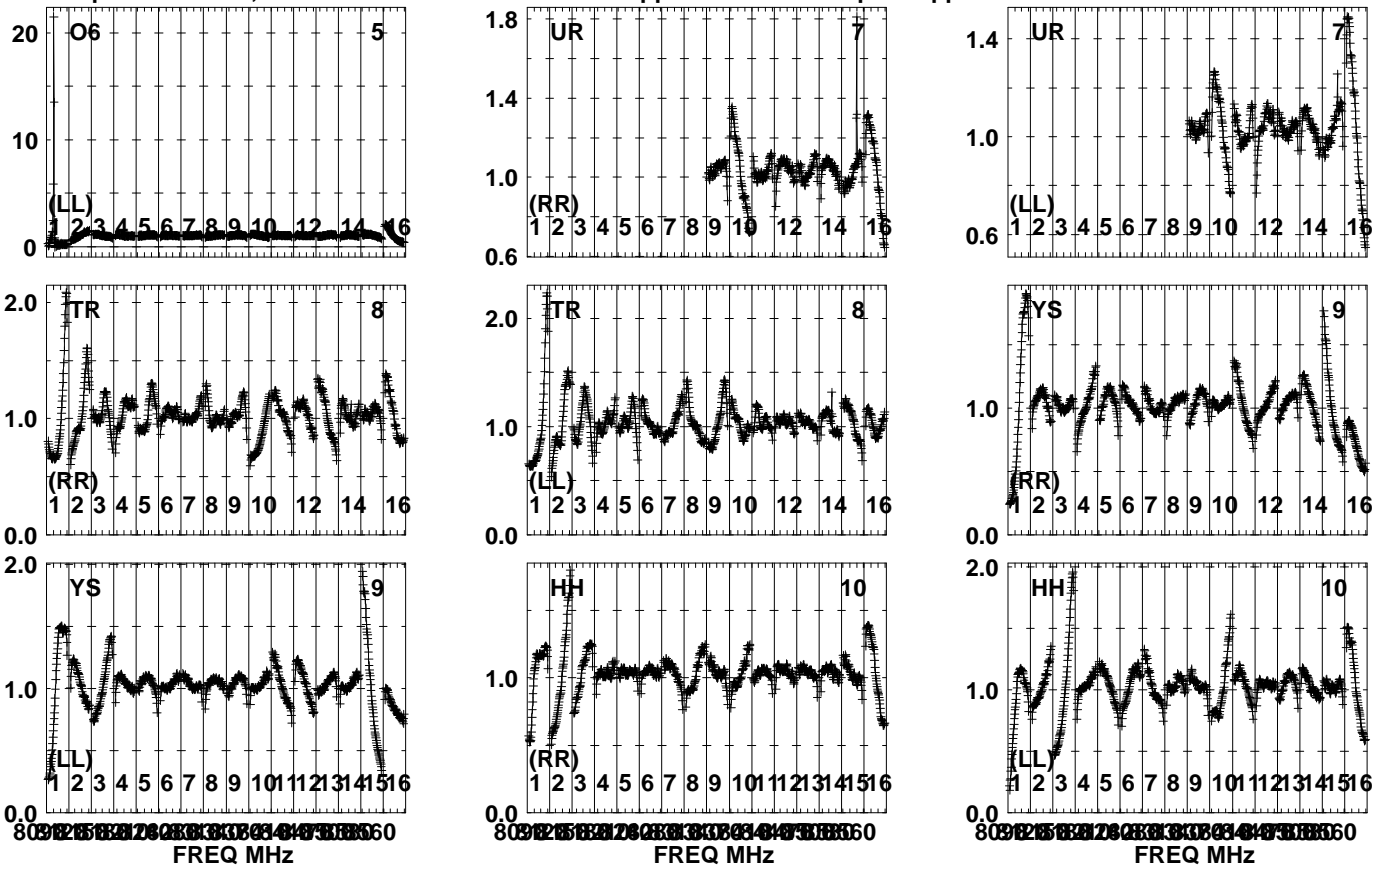 O6 5
20
10
0
(LL)
1 2 3 4 5 6 7 8 9 10 12 14 16
UR 7
1.8
1.4
1.0
0.6
(RR)
1 2 3 4 5 6 7 8 9 10 12 14 16
UR 7
1.4
1.0
0.6
(LL)
1 2 3 4 5 6 7 8 9 10 12 14 16
TR 8
2.0
1.0
0.0
(RR)
1 2 3 4 5 6 7 8 9 10 12 14 16
TR 8
2.0
1.0
0.0
(LL)
1 2 3 4 5 6 7 8 9 10 12 14 16
YS 9
1.0
0.0
(RR)
1 2 3 4 5 6 7 8 9 10 12 14 16
YS 9
2.0
1.0
0.0
(LL)
1 2 3 4 5 6 7 8 9 10 11 12 13 14 15 16
FREQ MHz
HH 10
1.0
0.0
(RR)
1 2 3 4 5 6 7 8 9 10 11 12 13 14 15 16
FREQ MHz
HH 10
2.0
1.0
0.0
(LL)
1 2 3 4 5 6 7 8 9 10 11 12 13 14 15 16
FREQ MHz